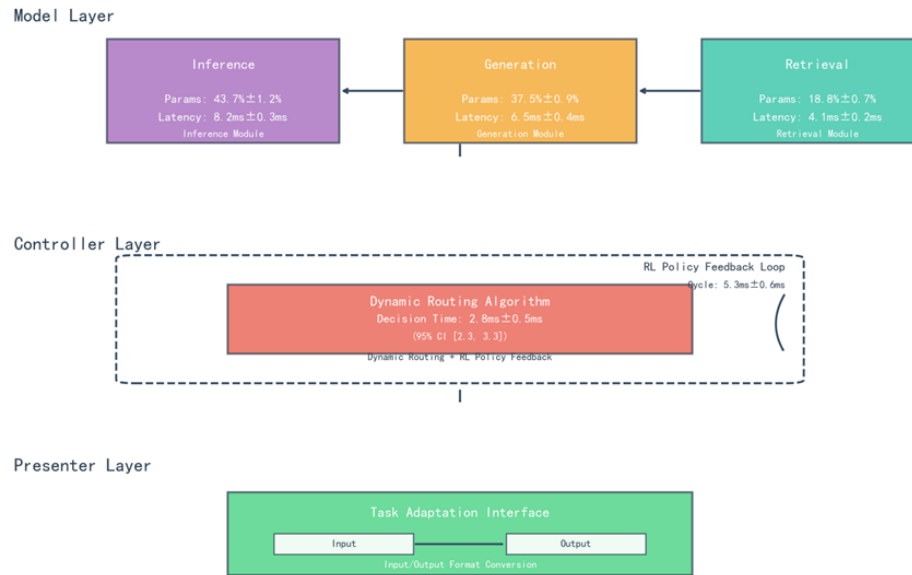 Model Layer
Inference
Params: 43.7%±1.2%
Latency: 8.2ms±0.3ms
Inference Module
Generation
Params: 37.5%±0.9%
Latency: 6.5ms±0.4ms
Generation Module
Retrieval
Params: 18.8%±0.7%
Latency: 4.1ms±0.2ms
Retrieval Module
Controller Layer
RL Policy Feedback Loop
Cycle: 5.3ms±0.6ms
Dynamic Routing Algorithm
Decision Time: 2.8ms±0.5ms
(95% CI [2.3, 3.3])
Dynamic Routing + RL Policy Feedback
Presenter Layer
Task Adaptation Interface
Input
Output
Input/Output Format Conversion